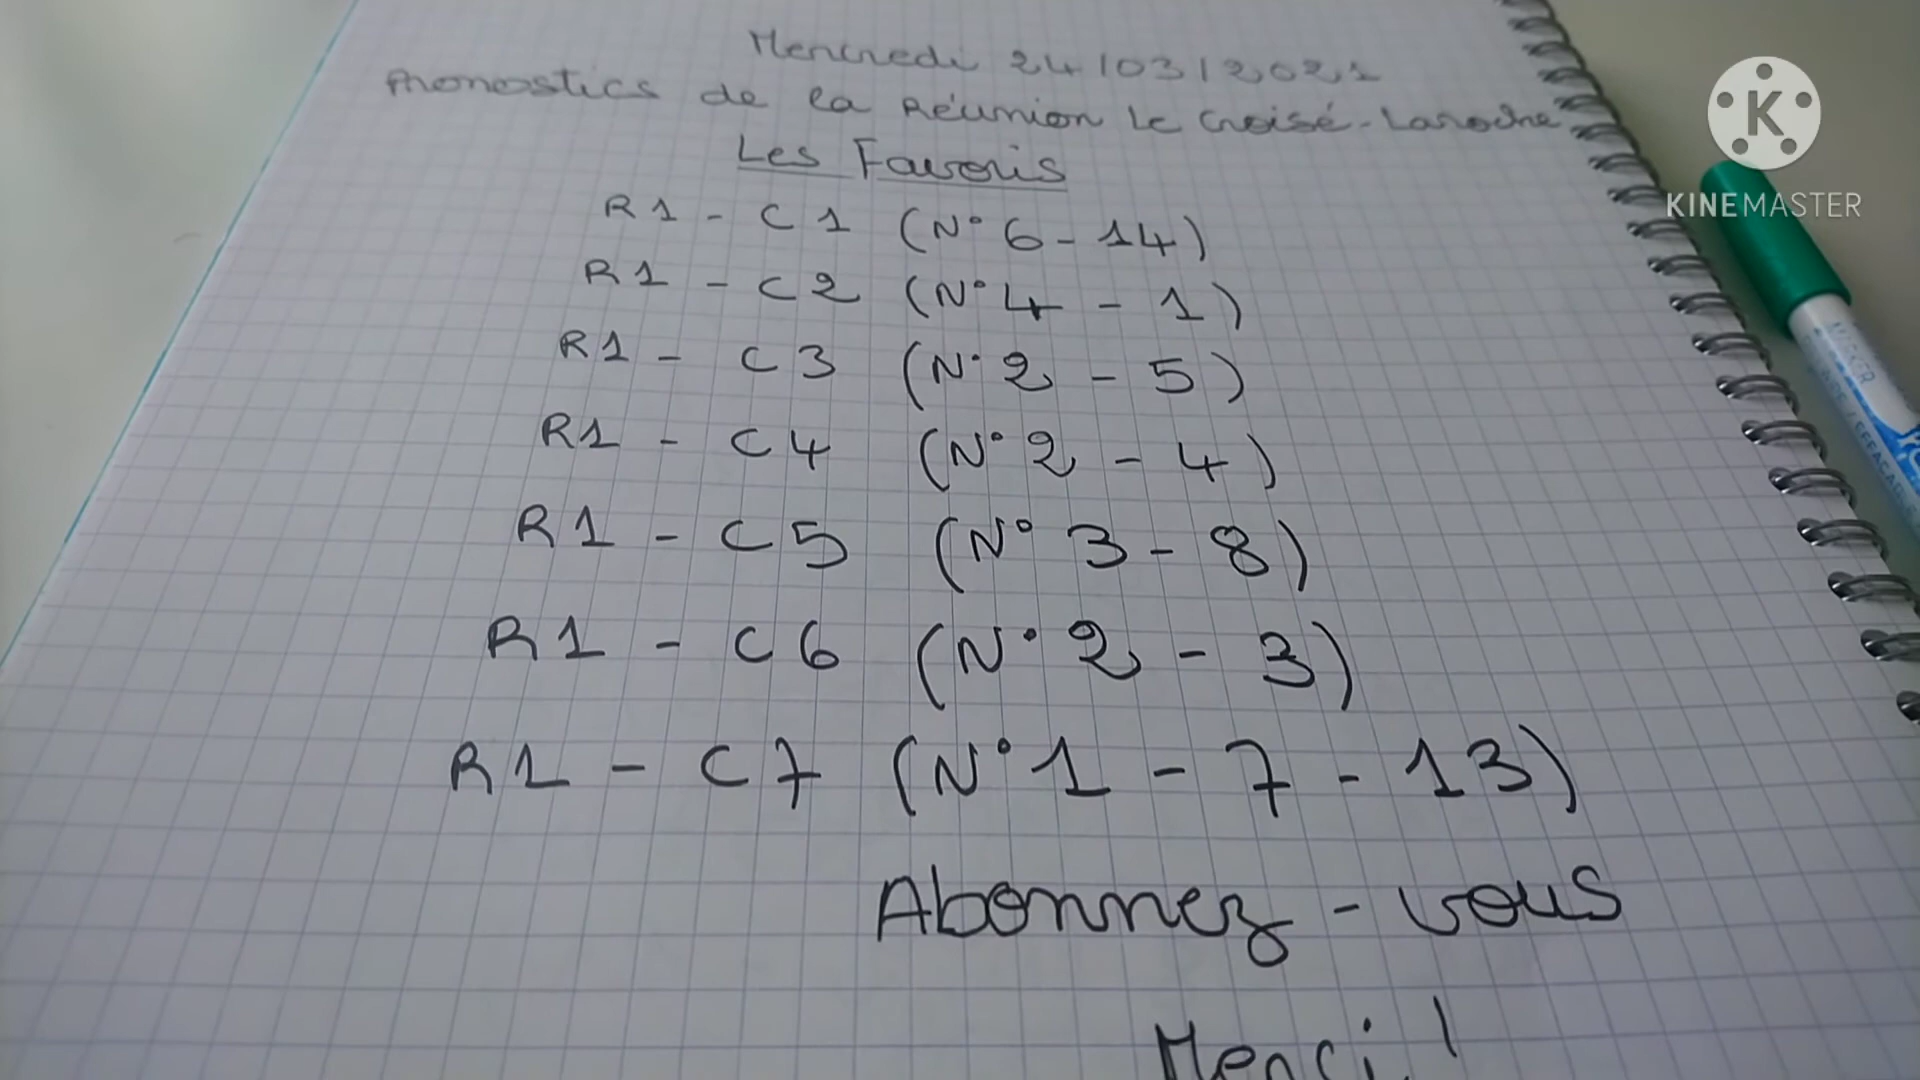 Mercredi 24/03/2021
Pronostics de la Réunion Le Croisé-Laroche
Les Favoris
R1 - C1 (N° 6 - 14)
R1 - C2 (N° 4 - 1)
R1 - C3 (N° 2 - 5)
R1 - C4 (N° 2 - 4)
R1 - C5 (N° 3 - 8)
R1 - C6 (N° 2 - 3)
R1 - C7 (N° 1 - 7 - 13)
Abonnez-vous
Merci !
K
KINEMASTER